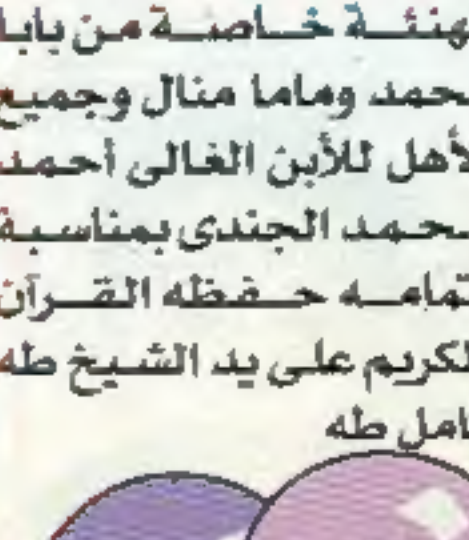 هنئة خاصة من بابا
حمد وماما منال وجميع
لأهل للأبن الغالى أحمد
حمد الجندى بمناسبة
تمامه حفظه القرآن
لكريم على يد الشيخ طه
امل طه